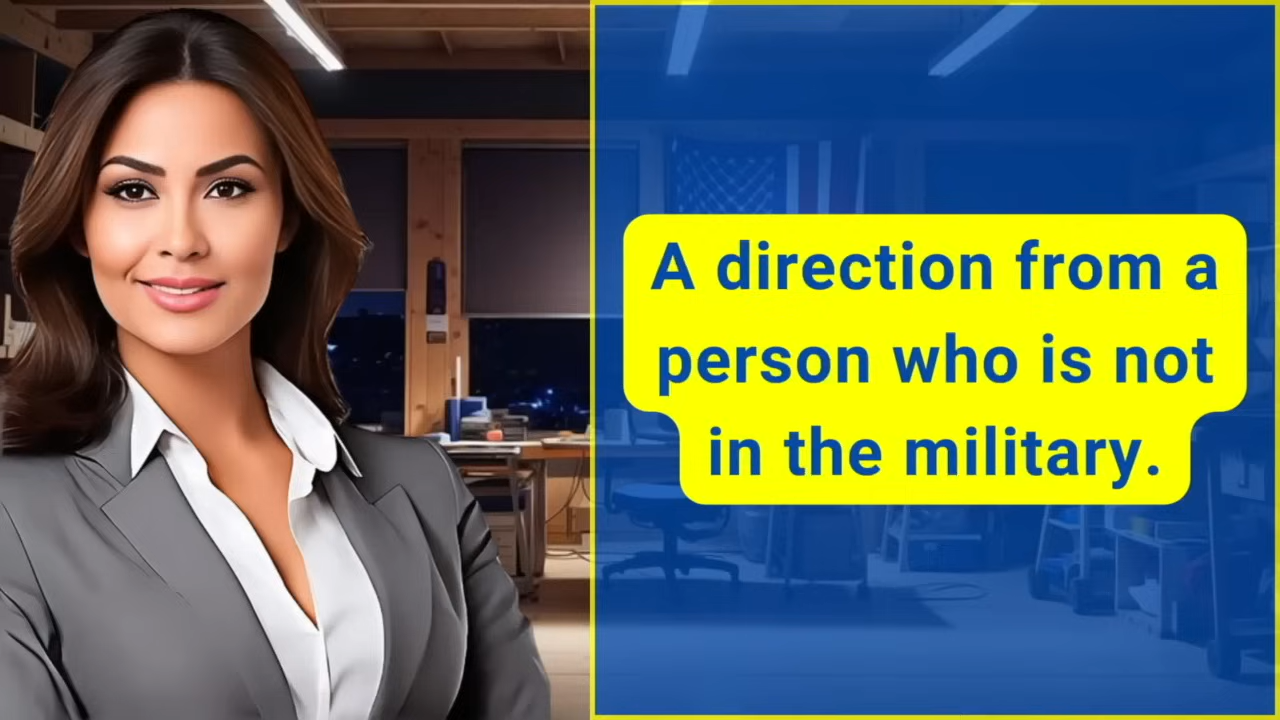 A direction from a
person who is not
in the military.